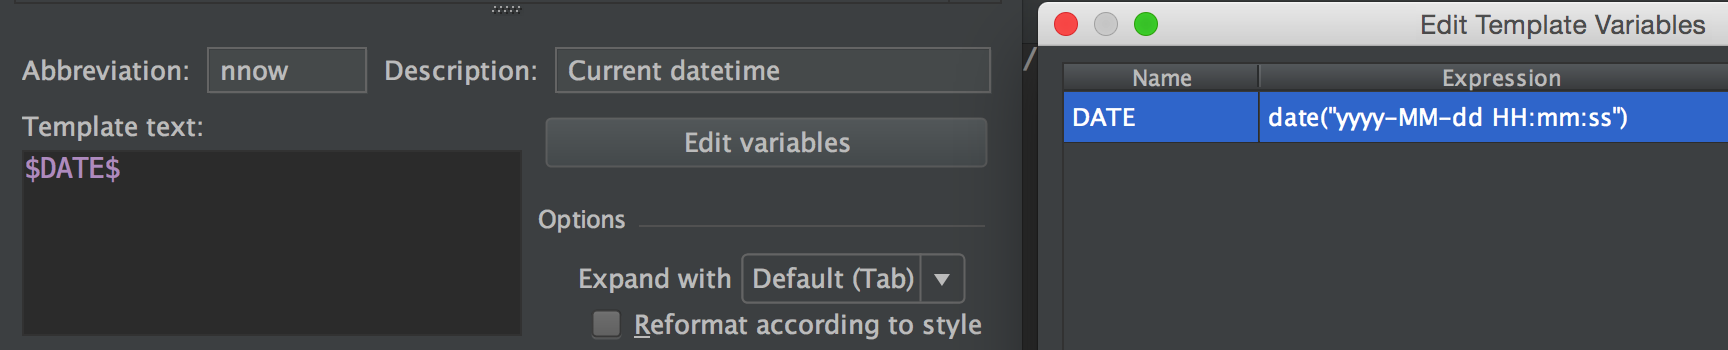 Abbreviation: nnow Description: Current datetime
Template text:
$DATE$
Edit variables
Options
Expand with Default (Tab)
Reformat according to style
/
Edit Template Variables
Name Expression
DATE date("yyyy-MM-dd HH:mm:ss")